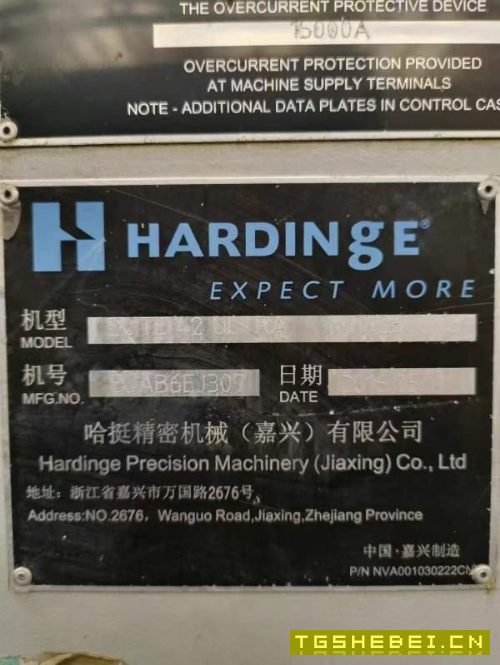 THE OVERCURRENT PROTECTIVE DEVICE
15000A
OVERCURRENT PROTECTION PROVIDED
AT MACHINE SUPPLY TERMINALS
NOTE - ADDITIONAL DATA PLATES IN CONTROL CAS
HARDINGE®
EXPECT MORE
机型
MODEL
机号
MFG.NO.
日期
DATE
哈挺精密机械（嘉兴）有限公司
Hardinge Precision Machinery (Jiaxing) Co., Ltd
地址: 浙江省嘉兴市万国路2676号
Address:NO.2676, Wanguo Road,Jiaxing,Zhejiang Province
中国·嘉兴制造
P/N NVA001030222CN
TGSHEBEI.CN